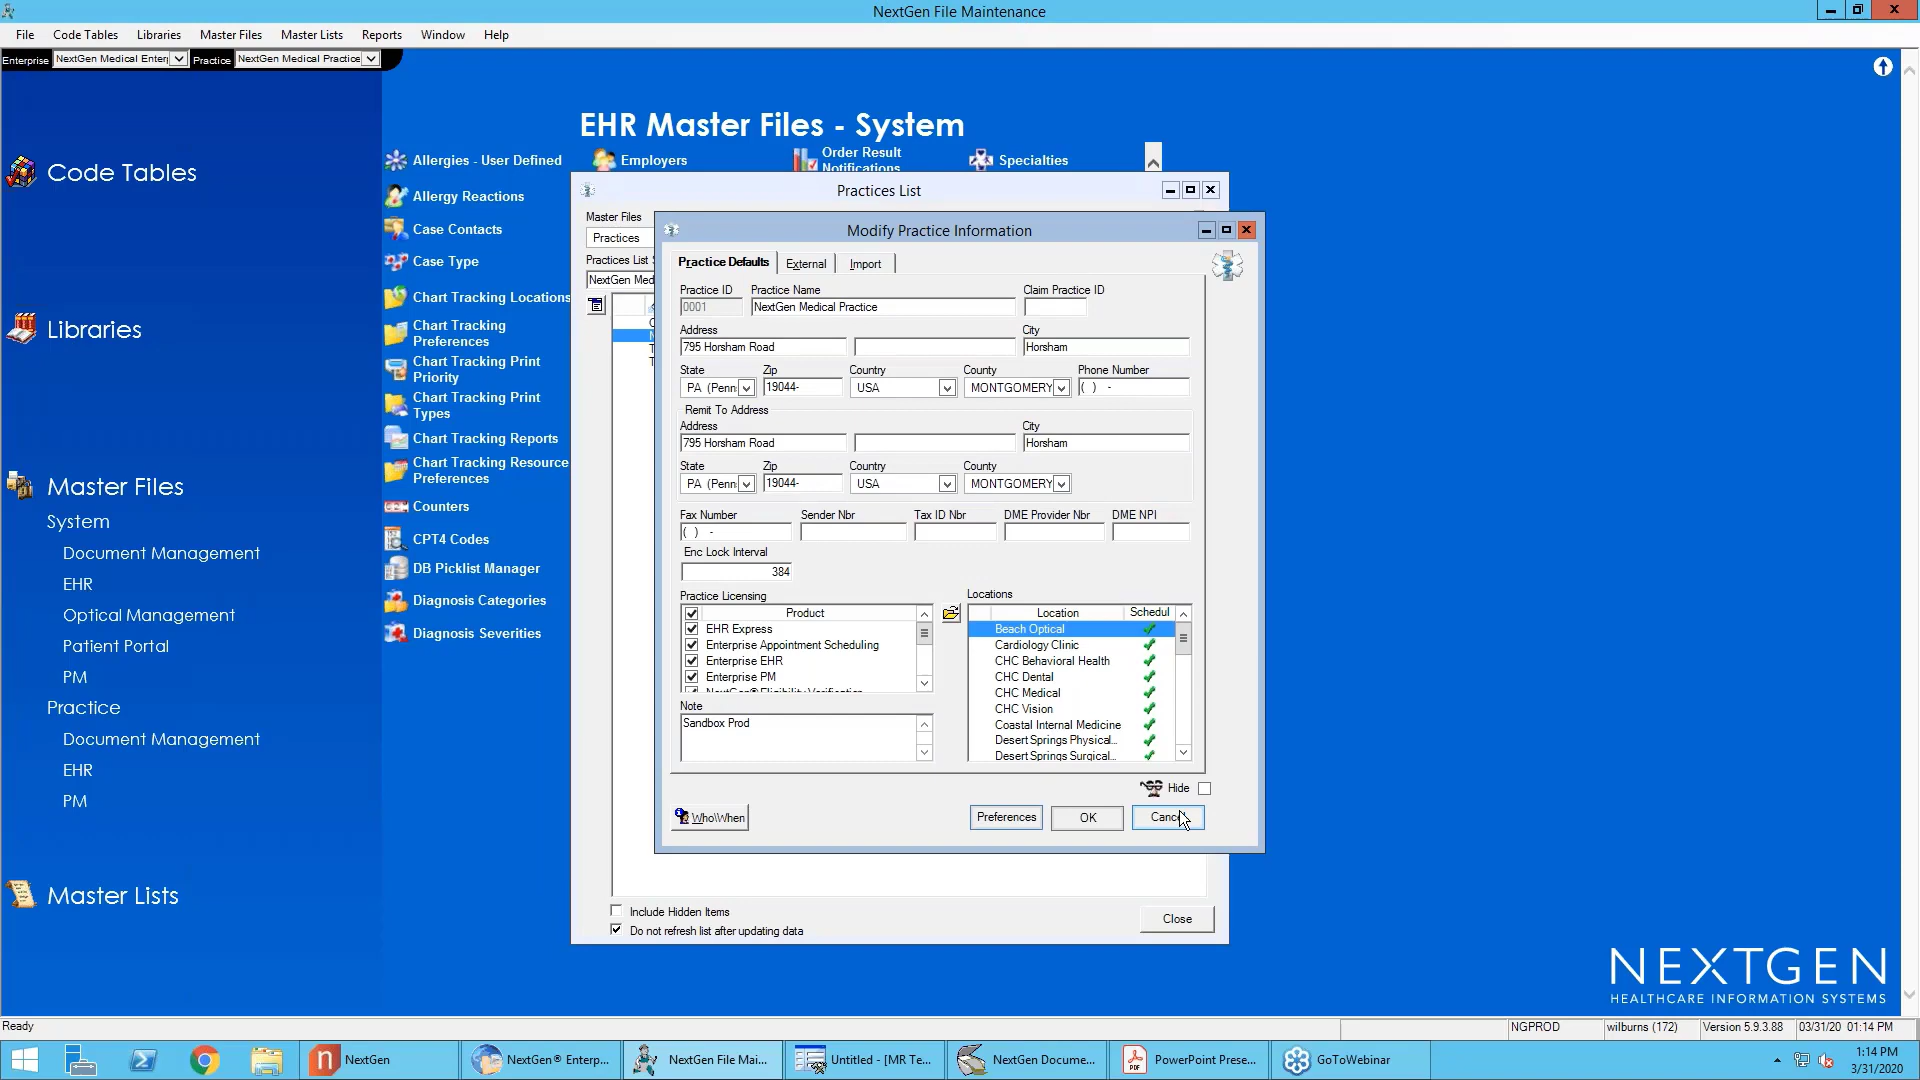 NextGen File Maintenance
File Code Tables Libraries Master Files Master Lists Reports Window Help
Enterprise NextGen Medical Enter Practice NextGen Medical Practice
Code Tables
Libraries
Master Files
System
Document Management
EHR
Optical Management
Patient Portal
PM
Practice
Document Management
EHR
PM
Master Lists
EHR Master Files - System
Allergies - User Defined
Employers
Order Result
Notifications
Specialties
Allergy Reactions
Case Contacts
Case Type
Chart Tracking Locations
Chart Tracking
Preferences
Chart Tracking Print
Priority
Chart Tracking Print
Types
Chart Tracking Reports
Chart Tracking Resource
Preferences
Counters
CPT4 Codes
DB Picklist Manager
Diagnosis Categories
Diagnosis Severities
Practices List
Master Files
Practices
Practices List
NextGen Med
Modify Practice Information
Practice Defaults External Import
Practice ID Practice Name Claim Practice ID
0001 NextGen Medical Practice
Address City
795 Horsham Road Horsham
State Zip Country County Phone Number
PA (Penn 19044- USA MONTGOMERY ( ) -
Remit To Address
Address City
795 Horsham Road Horsham
State Zip Country County
PA (Penn 19044- USA MONTGOMERY
Fax Number Sender Nbr Tax ID Nbr DME Provider Nbr DME NPI
( ) -
Enc Lock Interval
384
Practice Licensing
Product
EHR Express
Enterprise Appointment Scheduling
Enterprise EHR
Enterprise PM
NextGen® Eligibility Verification
Note
Sandbox Prod
Locations
Location Schedul
Beach Optical
Cardiology Clinic
CHC Behavioral Health
CHC Dental
CHC Medical
CHC Vision
Coastal Internal Medicine
Desert Springs Physical...
Desert Springs Surgical...
Hide
Who\When Preferences OK Cancel
Include Hidden Items
Do not refresh list after updating data
Close
NEXTGEN
HEALTHCARE INFORMATION SYSTEMS
Ready NGPROD wilburns (172) Version 5.9.3.88 03/31/20 01:14 PM
NextGen NextGen® Enterp... NextGen File Mai... Untitled - [MR Te... NextGen Docume... PowerPoint Prese... GoToWebinar
1:14 PM
3/31/2020